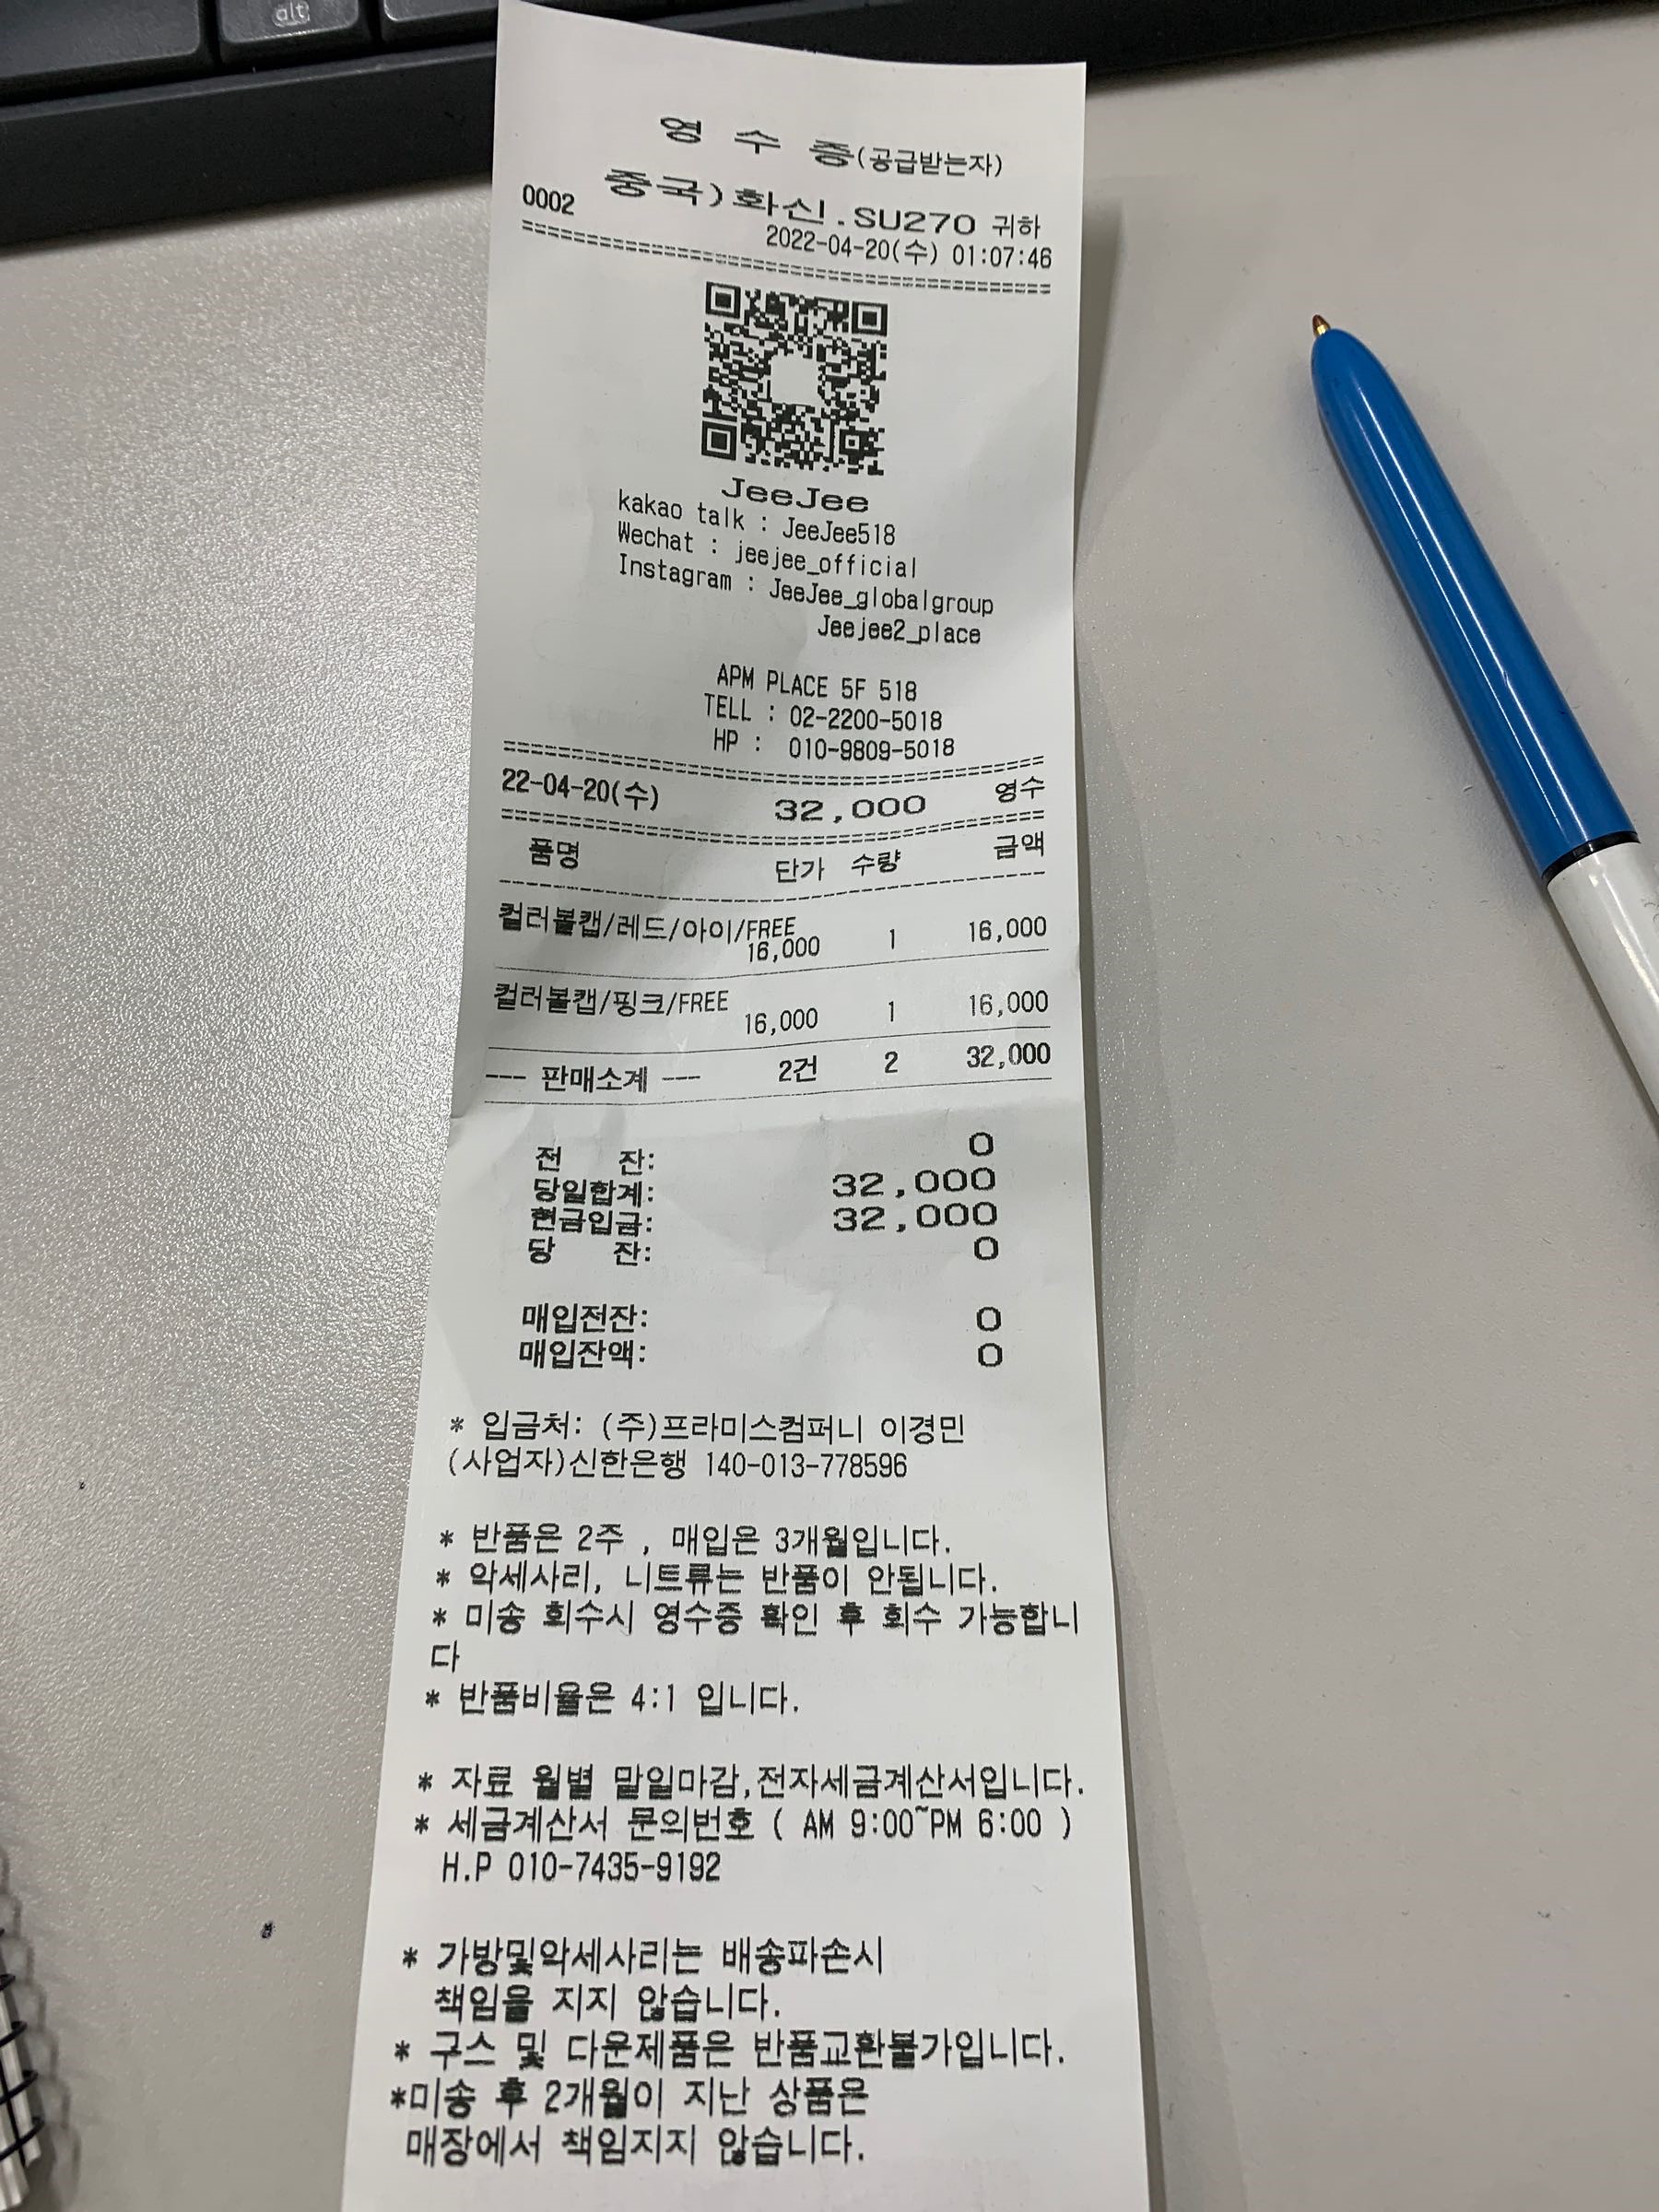 alt
영 수 증(공급받는자)
0002 중국)화신.SU270 귀하
2022-04-20(수) 01:07:46
JeeJee
kakao talk : JeeJee518
Wechat : jeejee_official
Instagram : JeeJee_globalgroup
Jeejee2_place
APM PLACE 5F 518
TELL : 02-2200-5018
HP : 010-9809-5018
22-04-20(수) 32,000 영수
품명 단가 수량 금액
컬러볼캡/레드/아이/FREE
16,000 1 16,000
컬러볼캡/핑크/FREE
16,000 1 16,000
--- 판매소계 --- 2건 2 32,000
전 잔: 0
당일합계: 32,000
현금입금: 32,000
당 잔: 0
매입전잔: 0
매입잔액: 0
* 입금처: (주)프라미스컴퍼니 이경민
(사업자)신한은행 140-013-778596
* 반품은 2주 , 매입은 3개월입니다.
* 악세사리, 니트류는 반품이 안됩니다.
* 미송 회수시 영수증 확인 후 회수 가능합니
다
* 반품비율은 4:1 입니다.
* 자료 월별 말일마감,전자세금계산서입니다.
* 세금계산서 문의번호 ( AM 9:00~PM 6:00 )
H.P 010-7435-9192
* 가방및악세사리는 배송파손시
책임을 지지 않습니다.
* 구스 및 다운제품은 반품교환불가입니다.
*미송 후 2개월이 지난 상품은
매장에서 책임지지 않습니다.